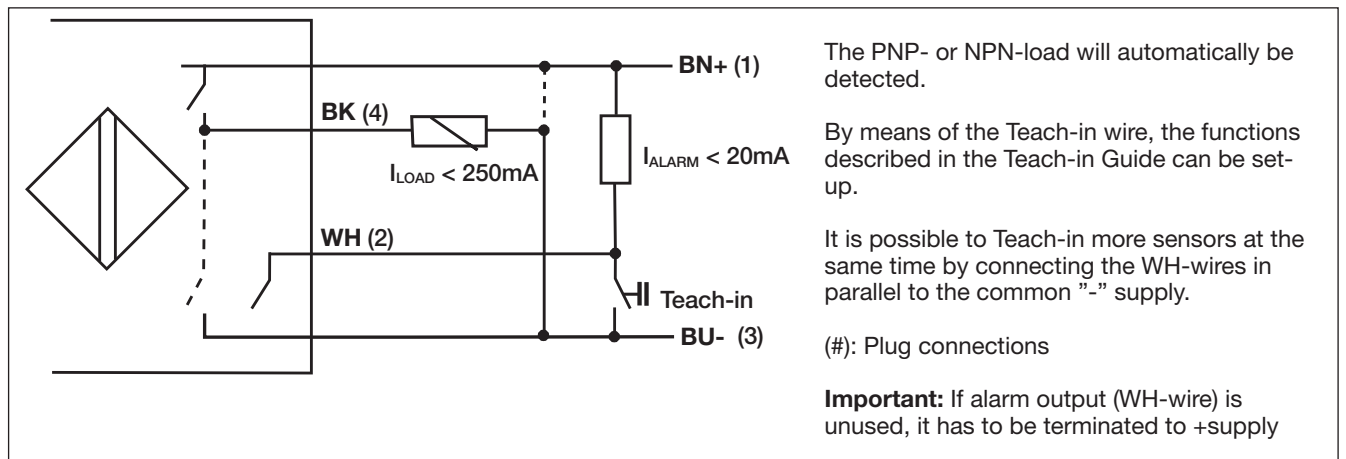 BN+ (1)
BK (4)
I_LOAD < 250mA
I_ALARM < 20mA
WH (2)
Teach-in
BU- (3)
The PNP- or NPN-load will automatically be
detected.
By means of the Teach-in wire, the functions
described in the Teach-in Guide can be set-
up.
It is possible to Teach-in more sensors at the
same time by connecting the WH-wires in
parallel to the common ”-” supply.
(#): Plug connections
Important: If alarm output (WH-wire) is
unused, it has to be terminated to +supply